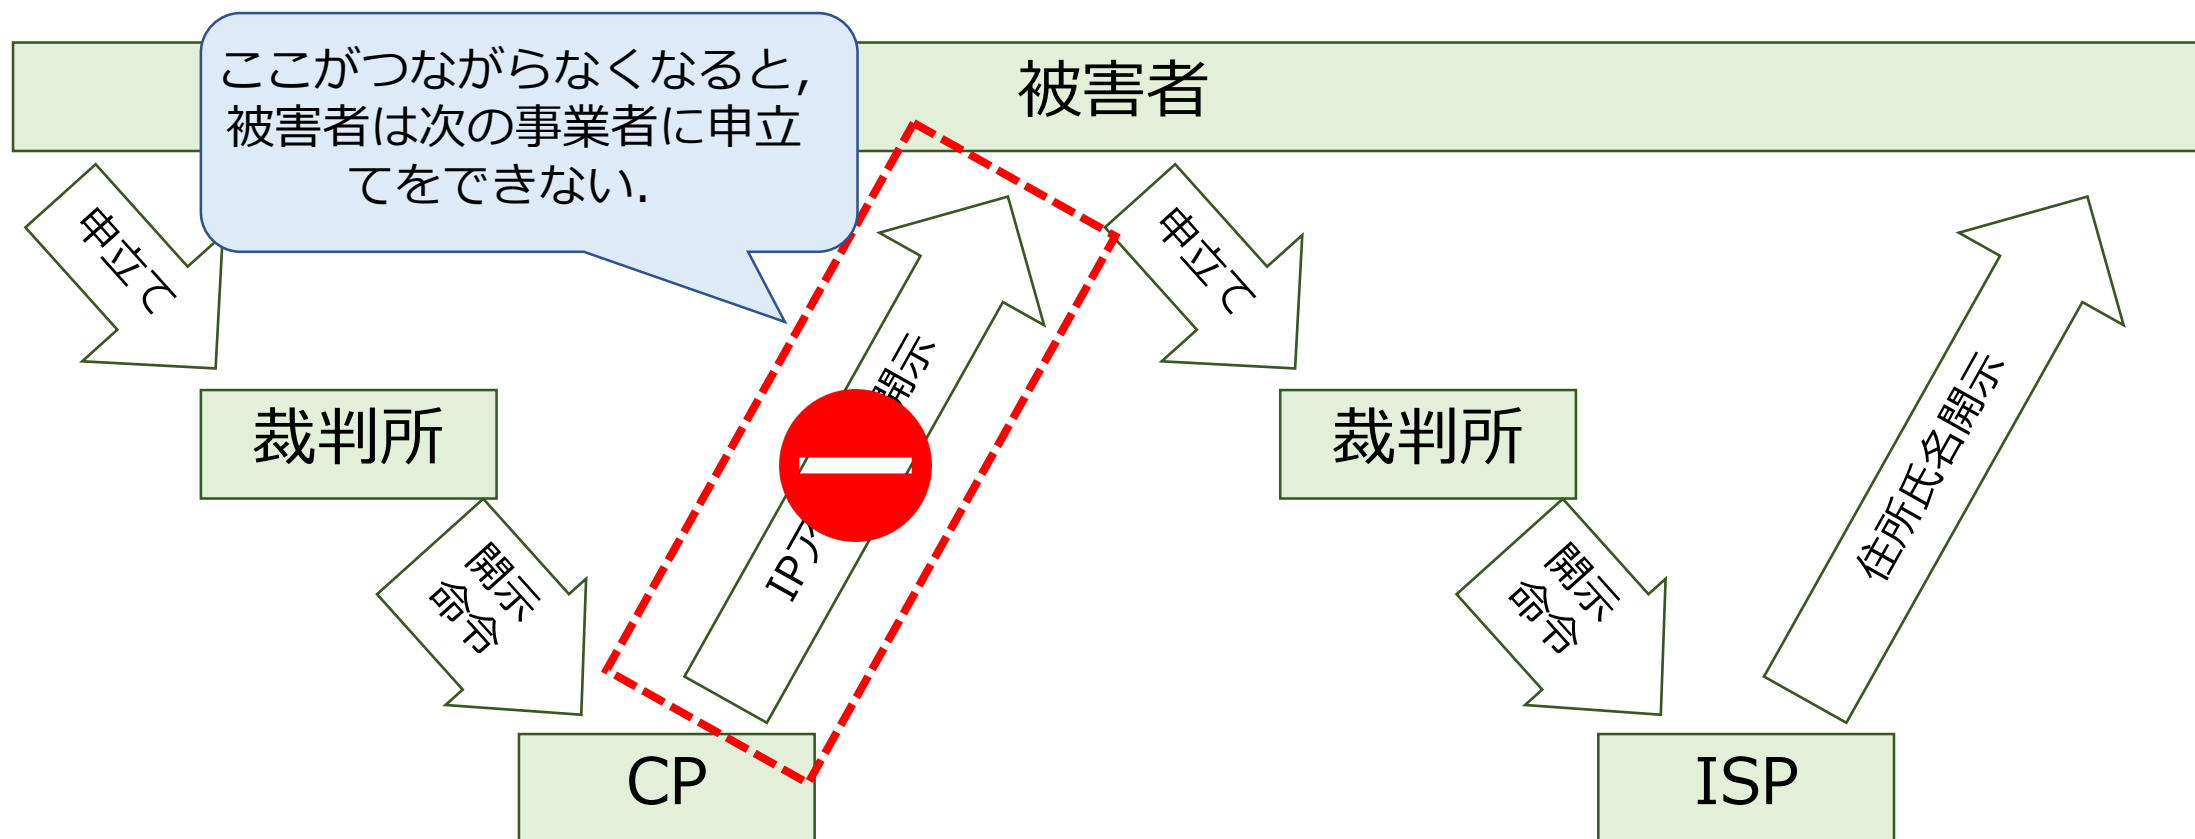 ここがつながらなくなると,
被害者は次の事業者に申立
てをできない.
被害者
申立て
裁判所
開示
命令
CP
IPア
開示
申立て
裁判所
開示
命令
ISP
住所氏名開示